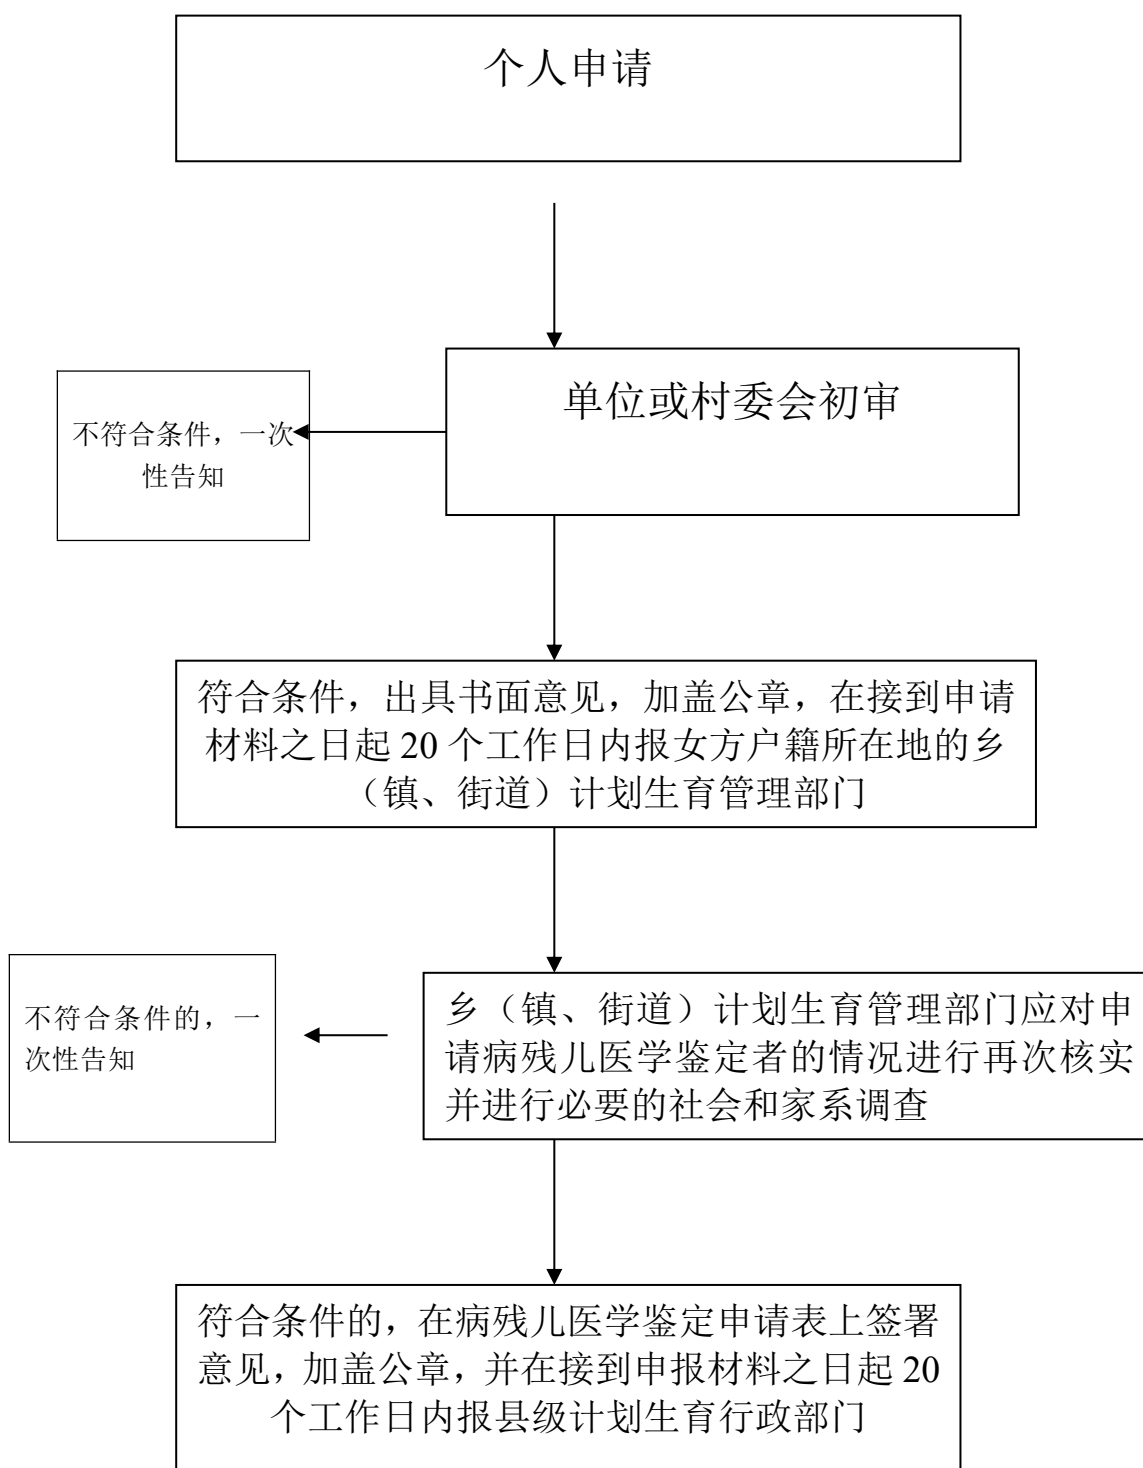 个人申请
单位或村委会初审
不符合条件，一次
性告知
符合条件，出具书面意见，加盖公章，在接到申请
材料之日起 20 个工作日内报女方户籍所在地的乡
（镇、街道）计划生育管理部门
乡（镇、街道）计划生育管理部门应对申
请病残儿医学鉴定者的情况进行再次核实
并进行必要的社会和家系调查
不符合条件的，一
次性告知
符合条件的，在病残儿医学鉴定申请表上签署
意见，加盖公章，并在接到申报材料之日起 20
个工作日内报县级计划生育行政部门